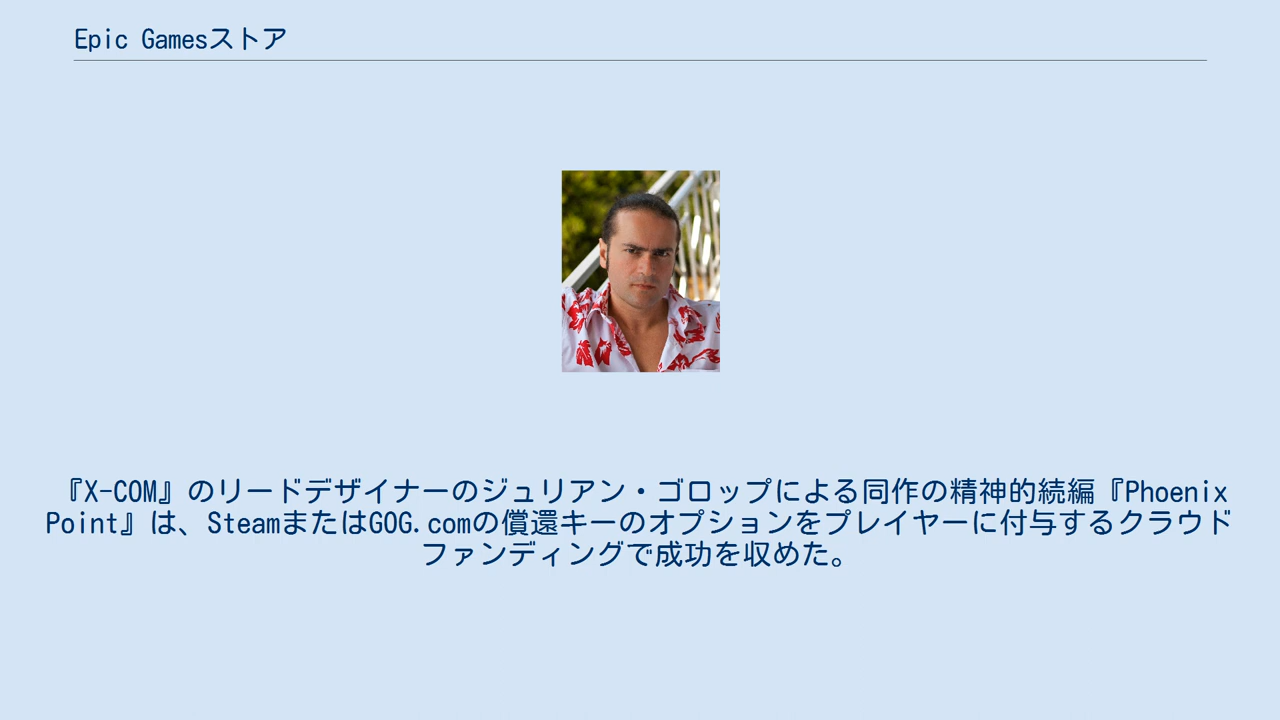 Epic Gamesストア
『X-COM』のリードデザイナーのジュリアン・ゴロップによる同作の精神的続編『Phoenix
Point』は、SteamまたはGOG.comの償還キーのオプションをプレイヤーに付与するクラウド
ファンディングで成功を収めた。